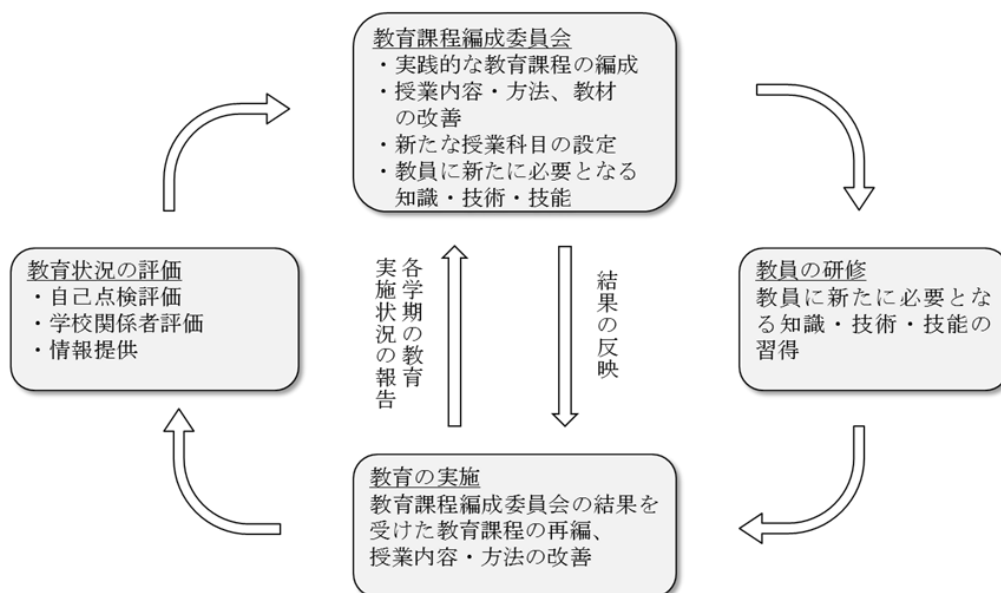 教育課程編成委員会
・実践的な教育課程の編成
・授業内容・方法、教材
の改善
・新たな授業科目の設定
・教員に新たに必要となる
知識・技術・技能
教育状況の評価
・自己点検評価
・学校関係者評価
・情報提供
各学期の教育
実施状況の報告
結果の反映
教員の研修
教員に新たに必要とな
る知識・技術・技能の
習得
教育の実施
教育課程編成委員会の結果を
受けた教育課程の再編、
授業内容・方法の改善